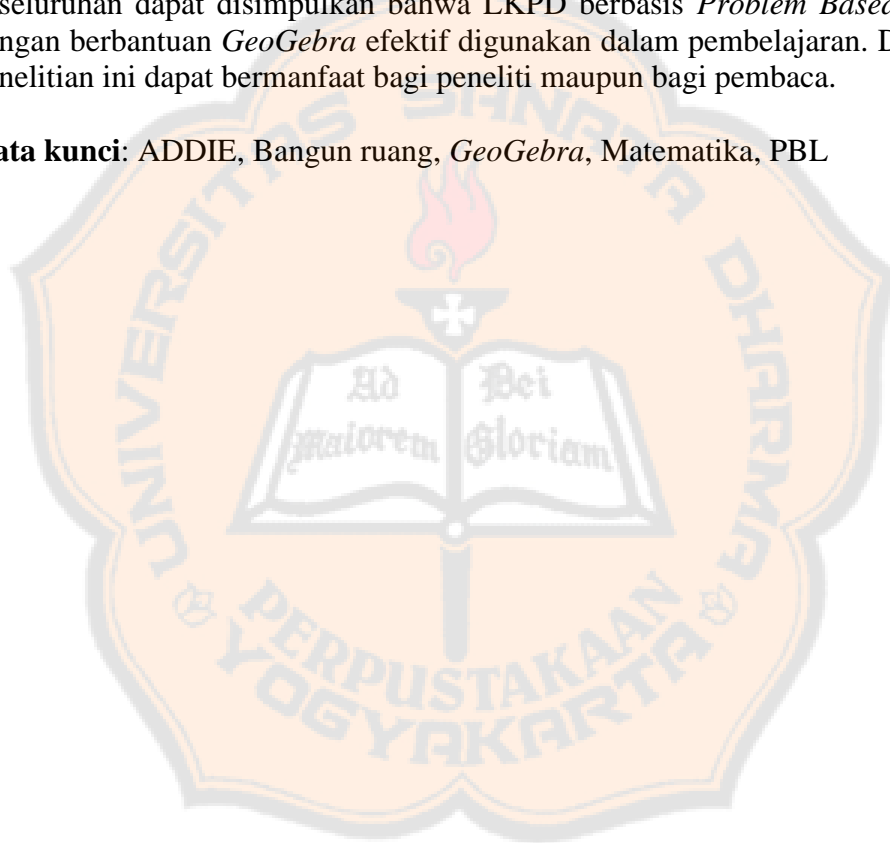 seluruhan dapat disimpulkan bahwa LKPD berbasis Problem Based
ngan berbantuan GeoGebra efektif digunakan dalam pembelajaran. D
nelitian ini dapat bermanfaat bagi peneliti maupun bagi pembaca.
ata kunci: ADDIE, Bangun ruang, GeoGebra, Matematika, PBL
UNIVERSITAS SANATA DHARMA
Ad Dei
Maiorem Gloriam
PERPUSTAKAAN
YOGYAKARTA